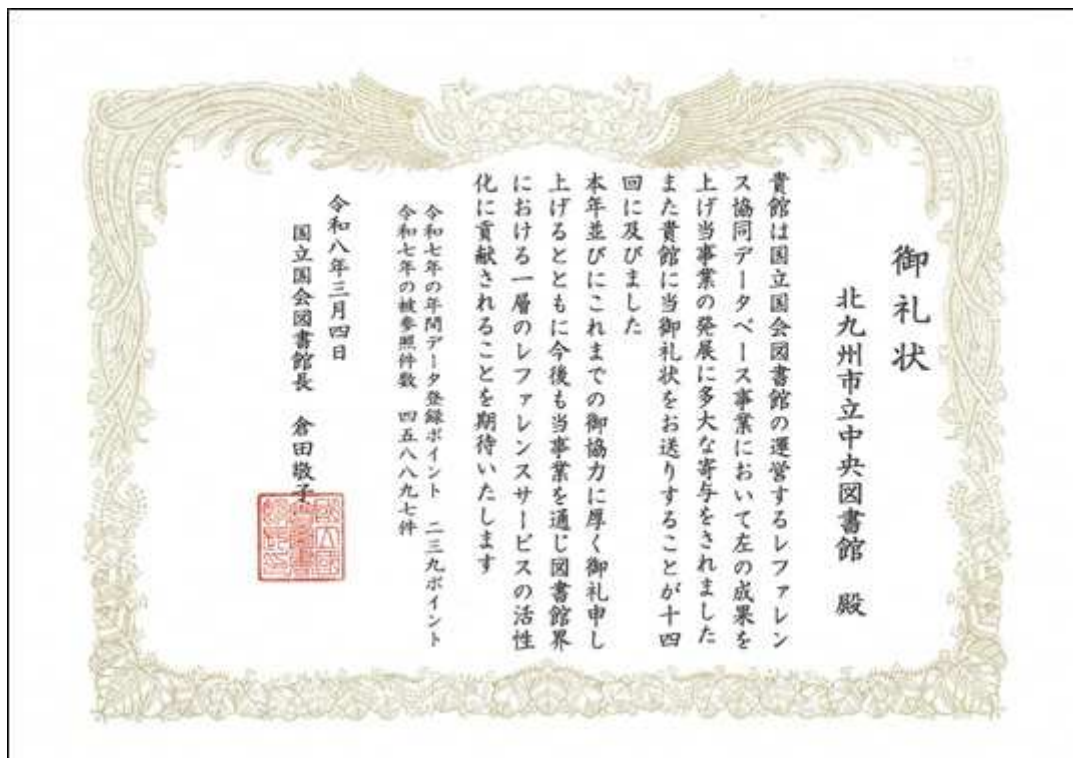 御礼状
北九州市立中央図書館 殿
貴館は国立国会図書館の運営するレファレン
ス協同データベース事業において左の成果を
上げ当事業の発展に多大な寄与をされました
また貴館に当御礼状をお送りすることが十四
回に及びました
本年並びにこれまでの御協力に厚く御礼申し
上げるとともに今後も当事業を通じ図書館界
における一層のレファレンスサービスの活性
化に貢献されることを期待いたします
令和七年の年間データ登録ポイント 二三九ポイント
令和七年の被参照件数 四五八八九七件
令和八年三月四日
国立国会図書館長 倉田敬子